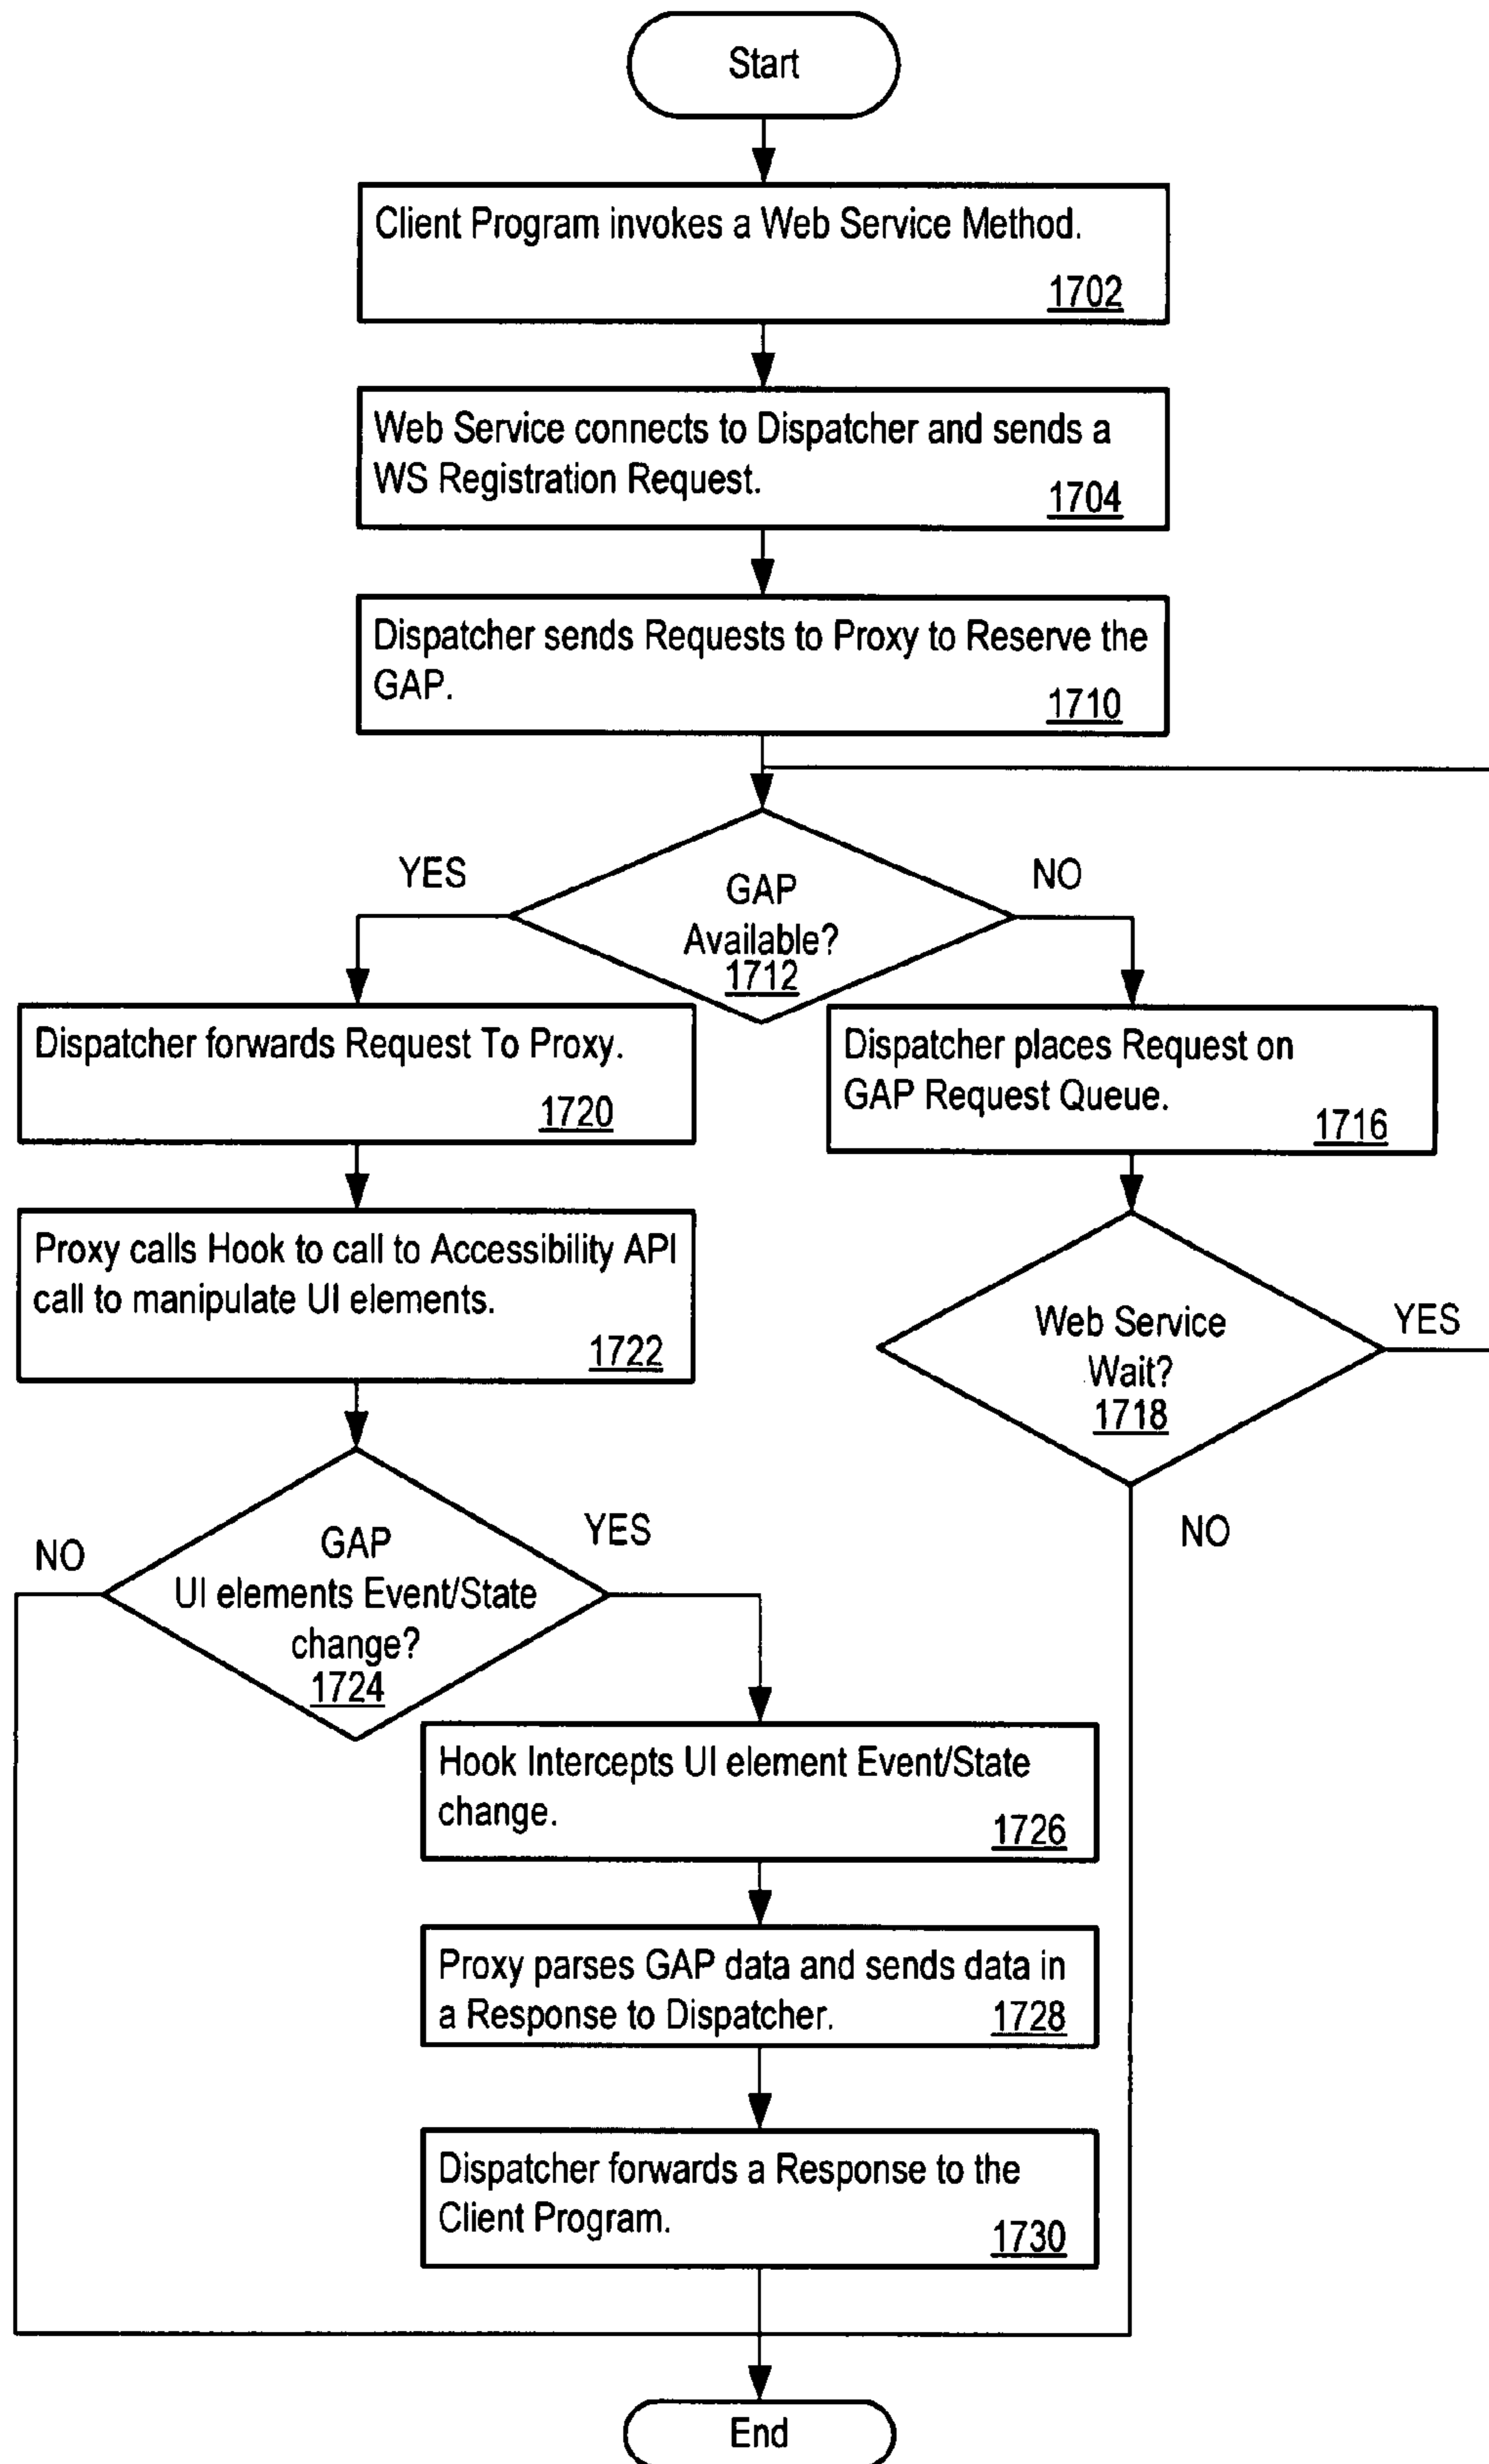 Start
Client Program invokes a Web Service Method.
1702
Web Service connects to Dispatcher and sends a
WS Registration Request.
1704
Dispatcher sends Requests to Proxy to Reserve the
GAP.
1710
YES
NO
GAP
Available?
1712
Dispatcher forwards Request To Proxy.
1720
Dispatcher places Request on
GAP Request Queue.
1716
Proxy calls Hook to call to Accessibility API
call to manipulate UI elements.
1722
Web Service
Wait?
1718
YES
NO
NO
YES
GAP
UI elements Event/State
change?
1724
Hook Intercepts UI element Event/State
change.
1726
Proxy parses GAP data and sends data in
a Response to Dispatcher.
1728
Dispatcher forwards a Response to the
Client Program.
1730
End